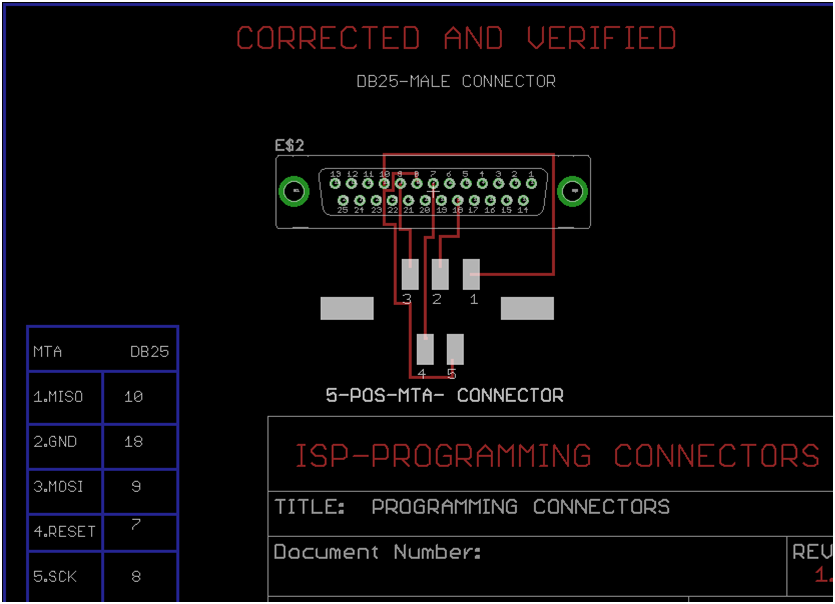 CORRECTED AND VERIFIED
DB25-MALE CONNECTOR
E$2
13 12 11 10 9 8 7 6 5 4 3 2 1
25 24 23 22 21 20 19 18 17 16 15 14
3 2 1
4 5
5-POS-MTA- CONNECTOR
MTA DB25
1.MISO 10
2.GND 18
3.MOSI 9
4.RESET 7
5.SCK 8
ISP-PROGRAMMING CONNECTORS
TITLE: PROGRAMMING CONNECTORS
Document Number:
REV
1.